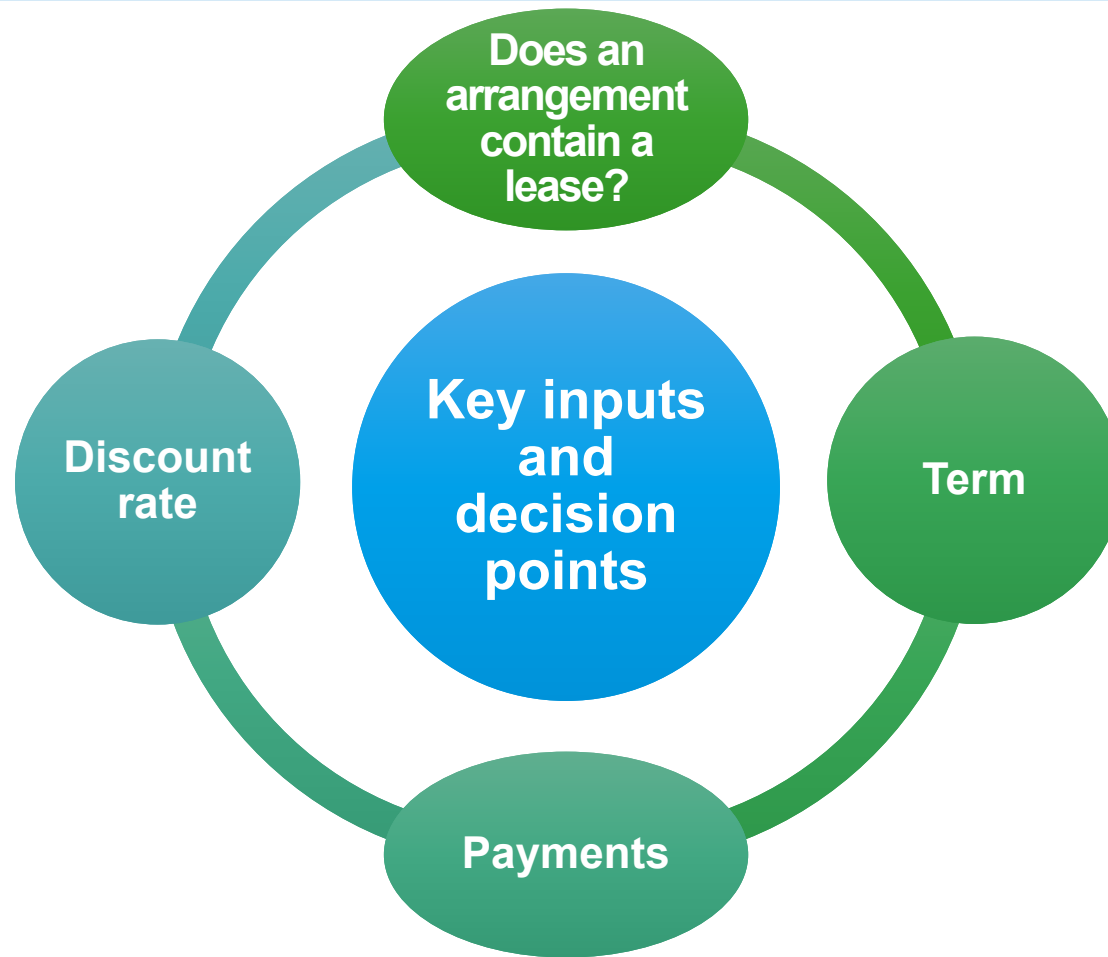 Does an
arrangement
contain a
lease?
Key inputs
and
decision
points
Discount
rate
Term
Payments